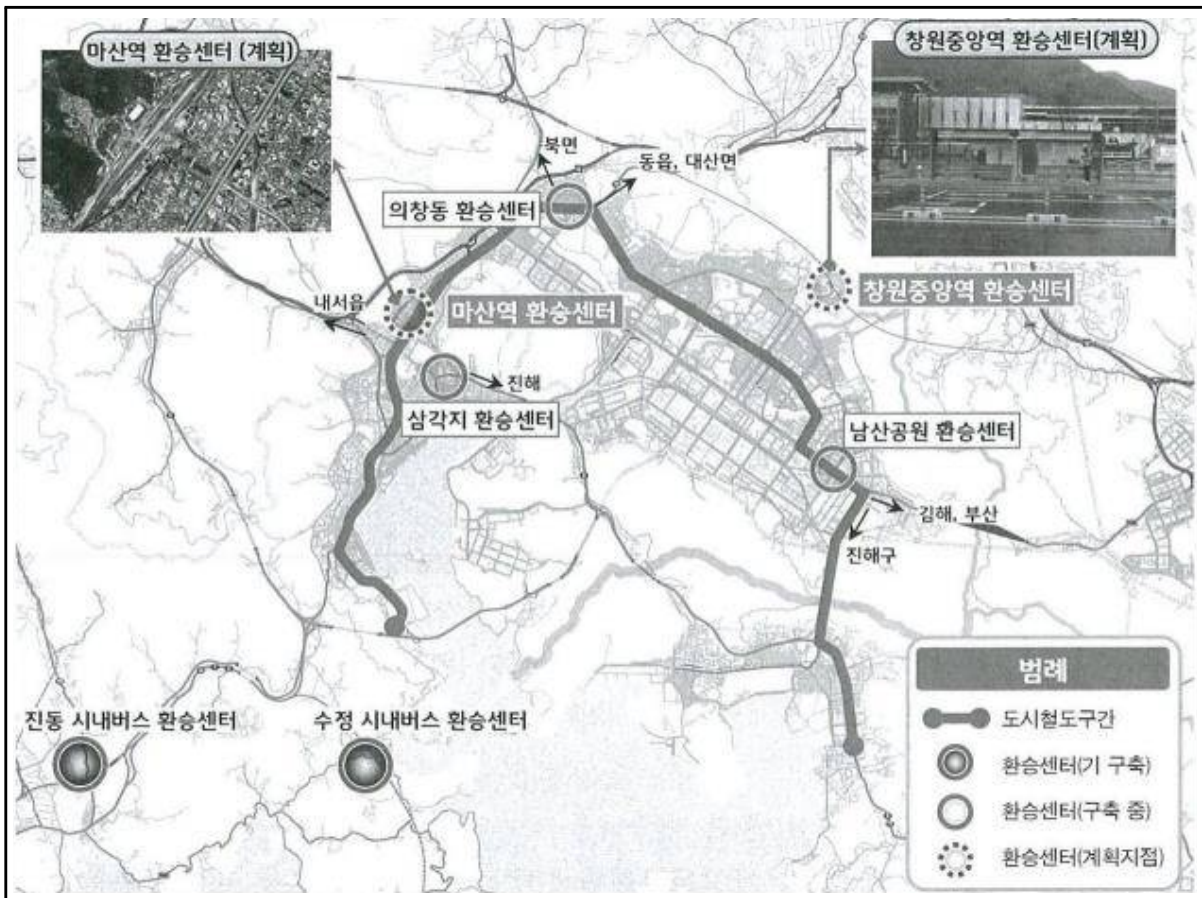 마산역 환승센터 (계획)
창원중앙역 환승센터(계획)
북면
동읍, 대산면
의창동 환승센터
내서읍
마산역 환승센터
창원중앙역 환승센터
진해
삼각지 환승센터
남산공원 환승센터
김해, 부산
진해구
진동 시내버스 환승센터
수정 시내버스 환승센터
범례
도시철도구간
환승센터(기 구축)
환승센터(구축 중)
환승센터(계획지점)